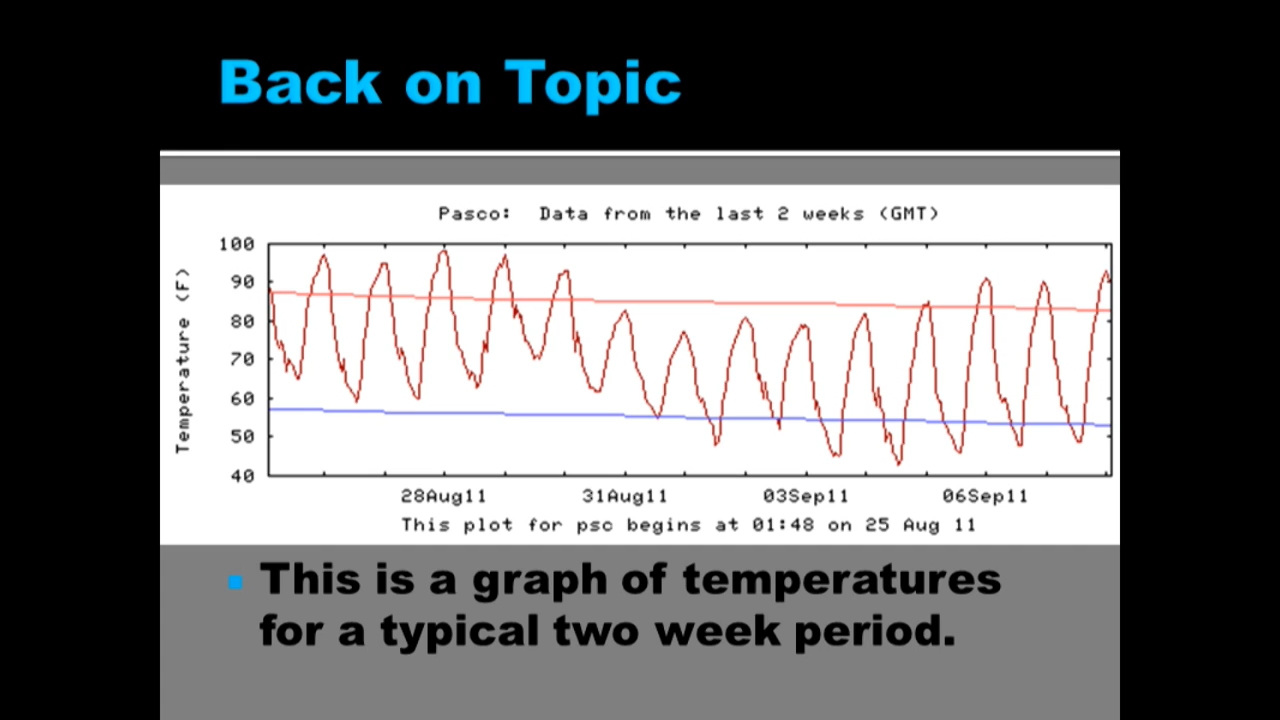 Back on Topic
Pasco: Data from the last 2 weeks (GMT)
Temperature (F)
100
90
80
70
60
50
40
28Aug11 31Aug11 03Sep11 06Sep11
This plot for psc begins at 01:48 on 25 Aug 11
This is a graph of temperatures
for a typical two week period.